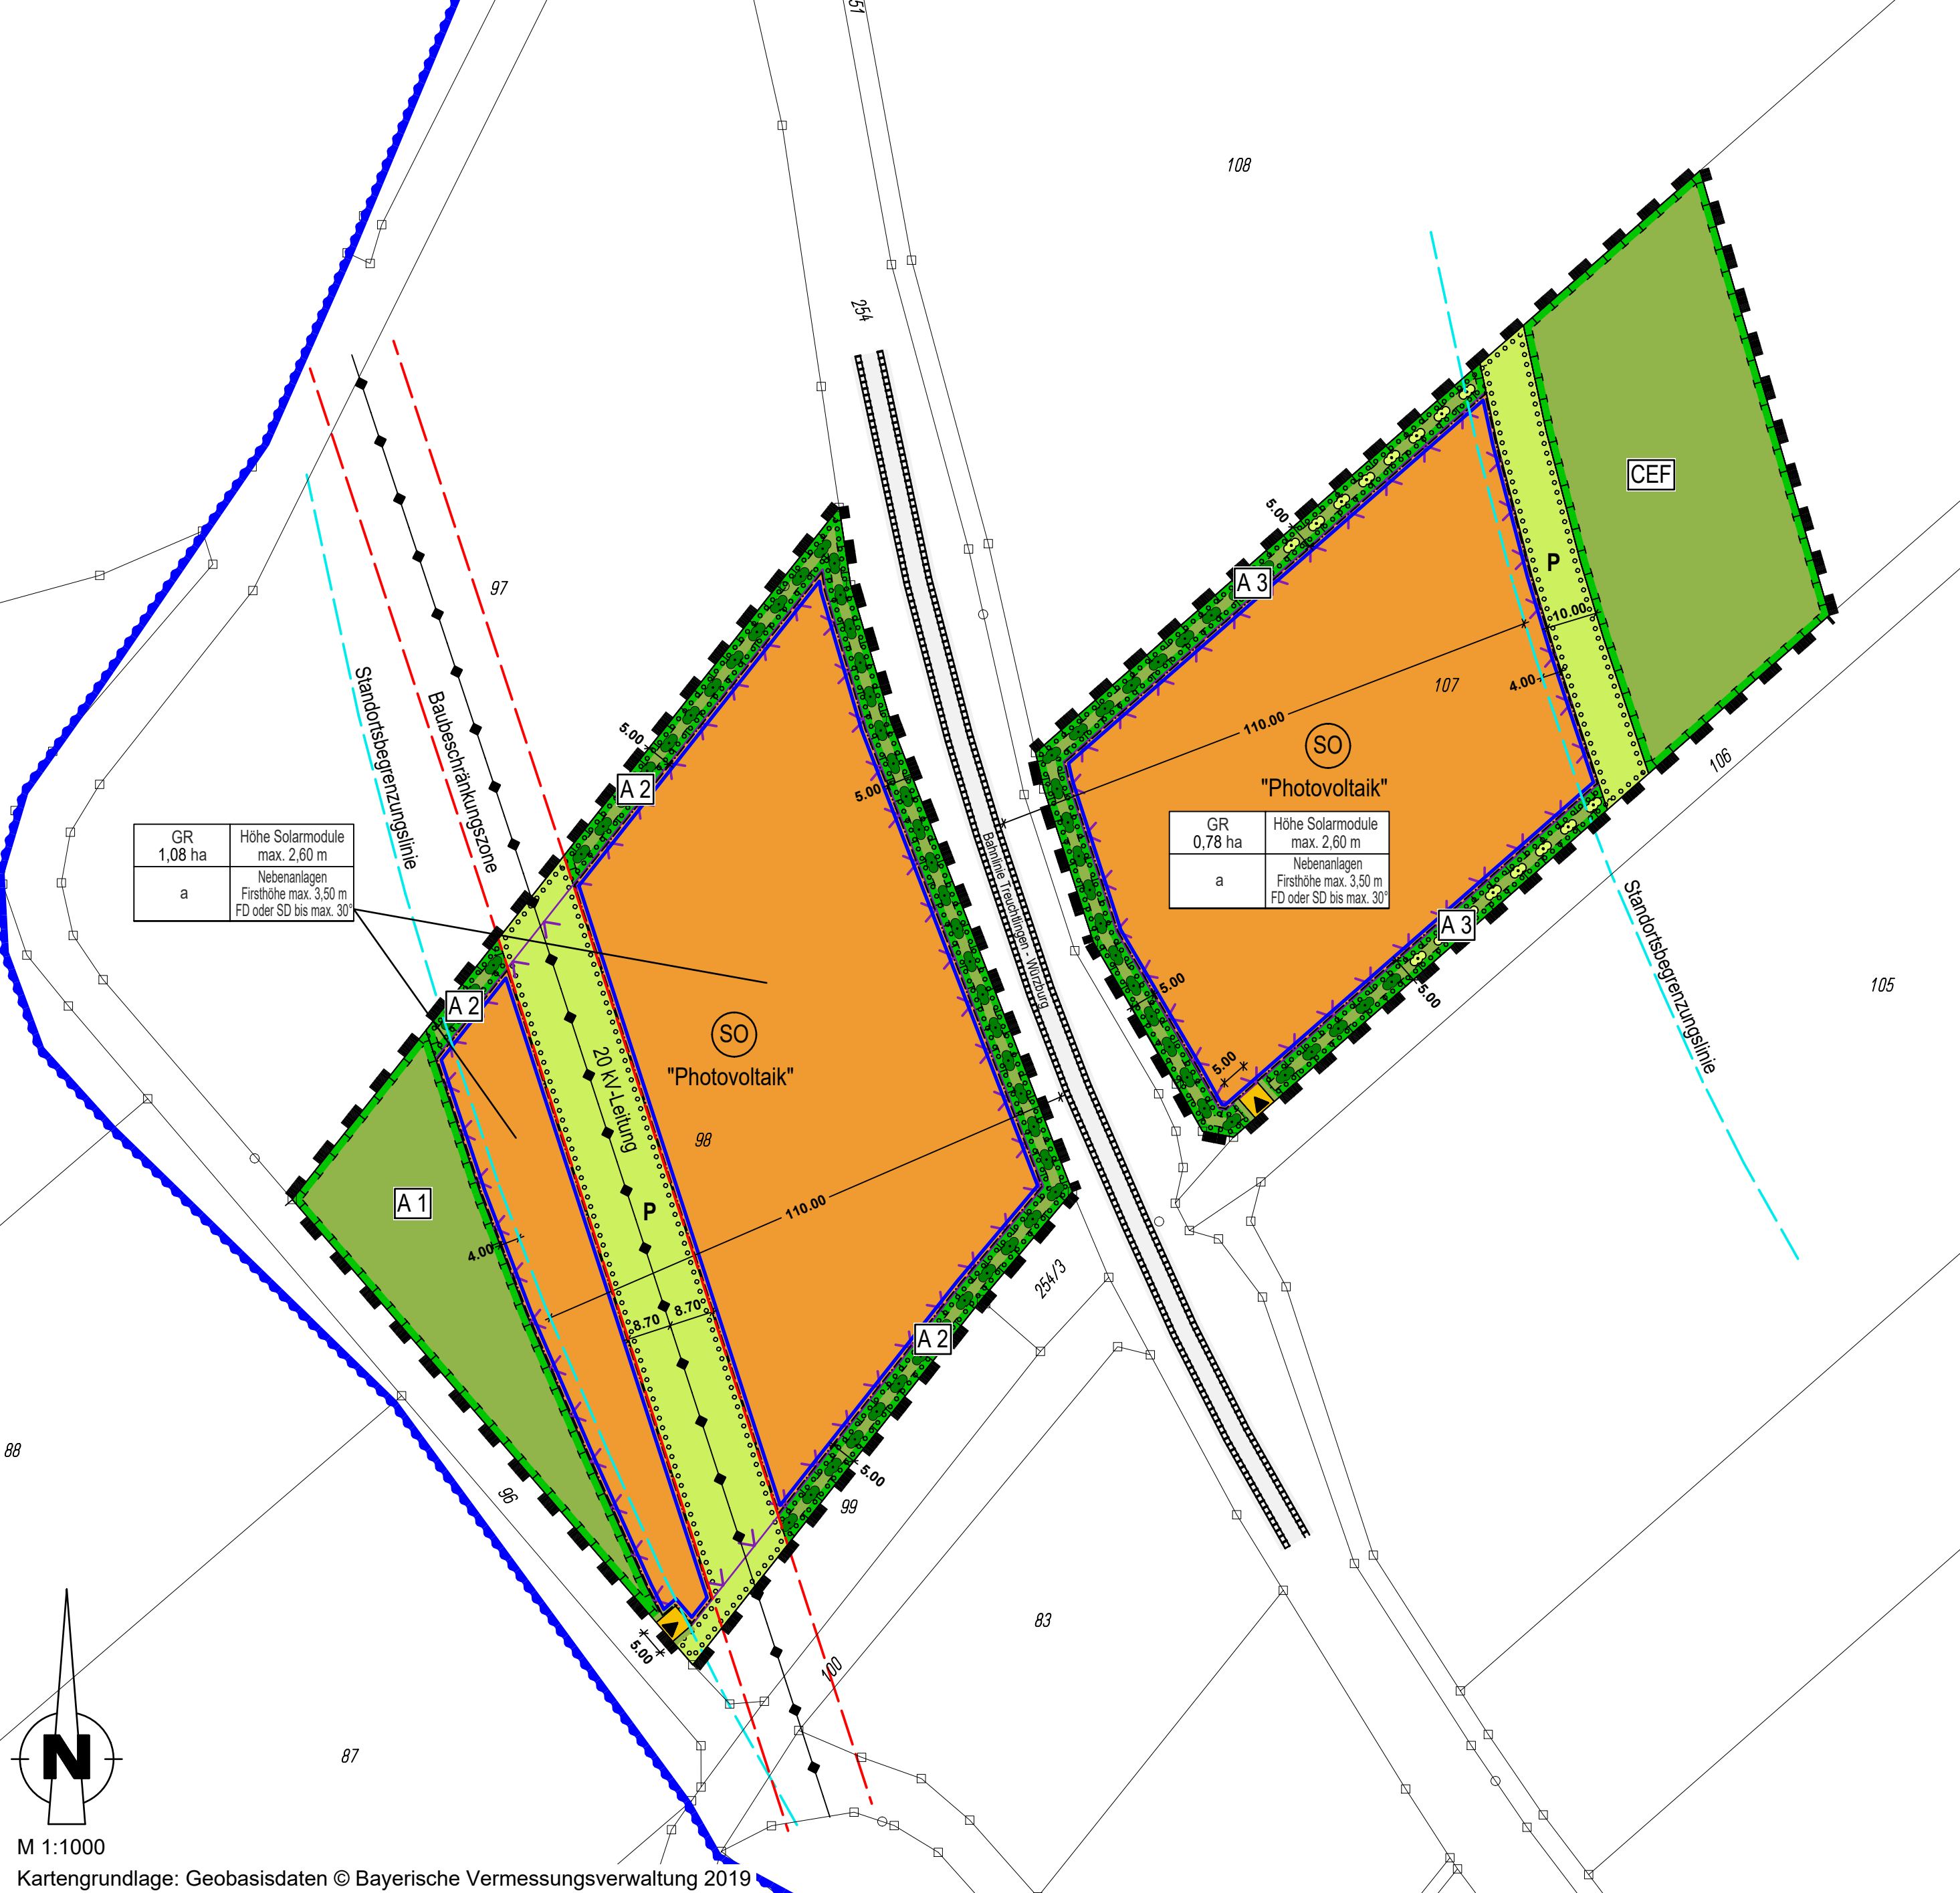 51
108
254
97
5.00
CEF
A 3
P
10.00
5.00
A 2
4.00
107
110.00
SO
"Photovoltaik"
106
Standortsbegrenzungslinie
Baubeschränkungszone
5.00
GR
1,08 ha
Höhe Solarmodule
max. 2,60 m
a
Nebenanlagen
Firsthöhe max. 3,50 m
FD oder SD bis max. 30°
GR
0,78 ha
Höhe Solarmodule
max. 2,60 m
a
Nebenanlagen
Firsthöhe max. 3,50 m
FD oder SD bis max. 30°
Bahnlinie Treuchtlingen - Würzburg
A 3
Standortsbegrenzungslinie
105
5.00
5.00
5.00
A 2
SO
"Photovoltaik"
20 kV-Leitung
98
A 1
P
110.00
4.00
254/3
8.70
8.70
A 2
88
96
5.00
99
83
5.00
100
87
N
M 1:1000
Kartengrundlage: Geobasisdaten © Bayerische Vermessungsverwaltung 2019